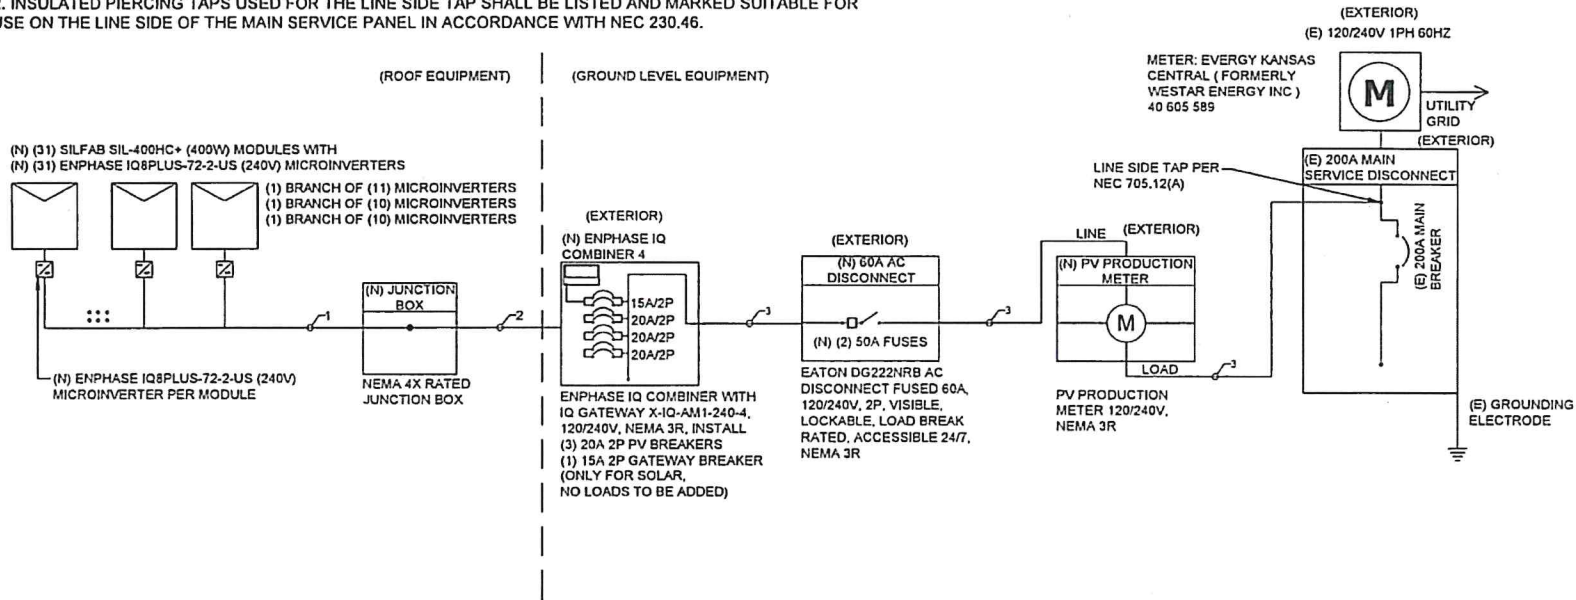 2. INSULATED PIERCING TAPS USED FOR THE LINE SIDE TAP SHALL BE LISTED AND MARKED SUITABLE FOR
USE ON THE LINE SIDE OF THE MAIN SERVICE PANEL IN ACCORDANCE WITH NEC 230.46.
(ROOF EQUIPMENT)
(GROUND LEVEL EQUIPMENT)
(EXTERIOR)
(E) 120/240V 1PH 60HZ
METER: EVERGY KANSAS
CENTRAL ( FORMERLY
WESTAR ENERGY INC )
40 605 589
M
UTILITY
GRID
(EXTERIOR)
(E) 200A MAIN
SERVICE DISCONNECT
LINE SIDE TAP PER
NEC 705.12(A)
(E) 200A MAIN
BREAKER
(E) GROUNDING
ELECTRODE
(N) (31) SILFAB SIL-400HC+ (400W) MODULES WITH
(N) (31) ENPHASE IQ8PLUS-72-2-US (240V) MICROINVERTERS
(1) BRANCH OF (11) MICROINVERTERS
(1) BRANCH OF (10) MICROINVERTERS
(1) BRANCH OF (10) MICROINVERTERS
(N) ENPHASE IQ8PLUS-72-2-US (240V)
MICROINVERTER PER MODULE
1
(N) JUNCTION
BOX
NEMA 4X RATED
JUNCTION BOX
2
(EXTERIOR)
(N) ENPHASE IQ
COMBINER 4
15A/2P
20A/2P
20A/2P
20A/2P
ENPHASE IQ COMBINER WITH
IQ GATEWAY X-IQ-AM1-240-4,
120/240V, NEMA 3R, INSTALL
(3) 20A 2P PV BREAKERS
(1) 15A 2P GATEWAY BREAKER
(ONLY FOR SOLAR,
NO LOADS TO BE ADDED)
3
(EXTERIOR)
(N) 60A AC
DISCONNECT
(N) (2) 50A FUSES
EATON DG222NRB AC
DISCONNECT FUSED 60A,
120/240V, 2P, VISIBLE,
LOCKABLE, LOAD BREAK
RATED, ACCESSIBLE 24/7,
NEMA 3R
3
LINE
(EXTERIOR)
(N) PV PRODUCTION
METER
M
LOAD
3
PV PRODUCTION
METER 120/240V,
NEMA 3R